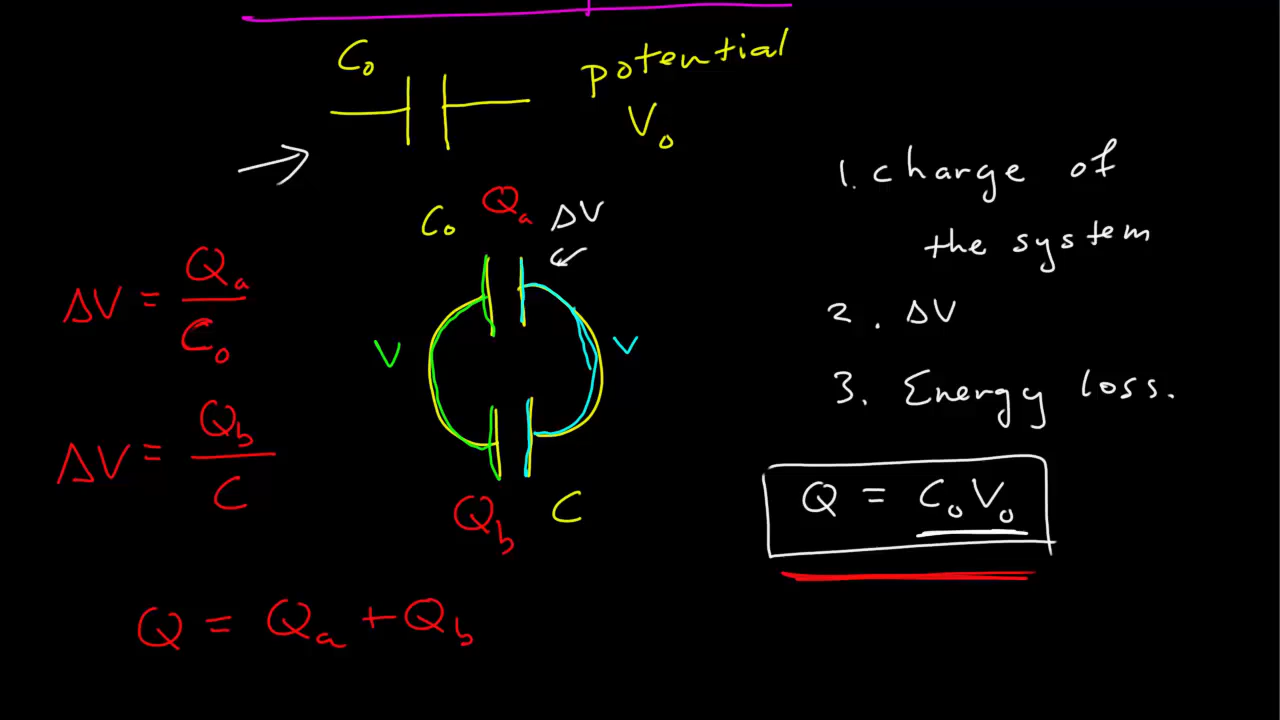 C₀
potential
V₀
C₀ Qₐ ΔV
ΔV = Qₐ / C₀
V V
ΔV = Q_b / C
Q_b C
Q = Qₐ + Q_b
1. charge of
the system
2. ΔV
3. Energy loss.
Q = C₀V₀